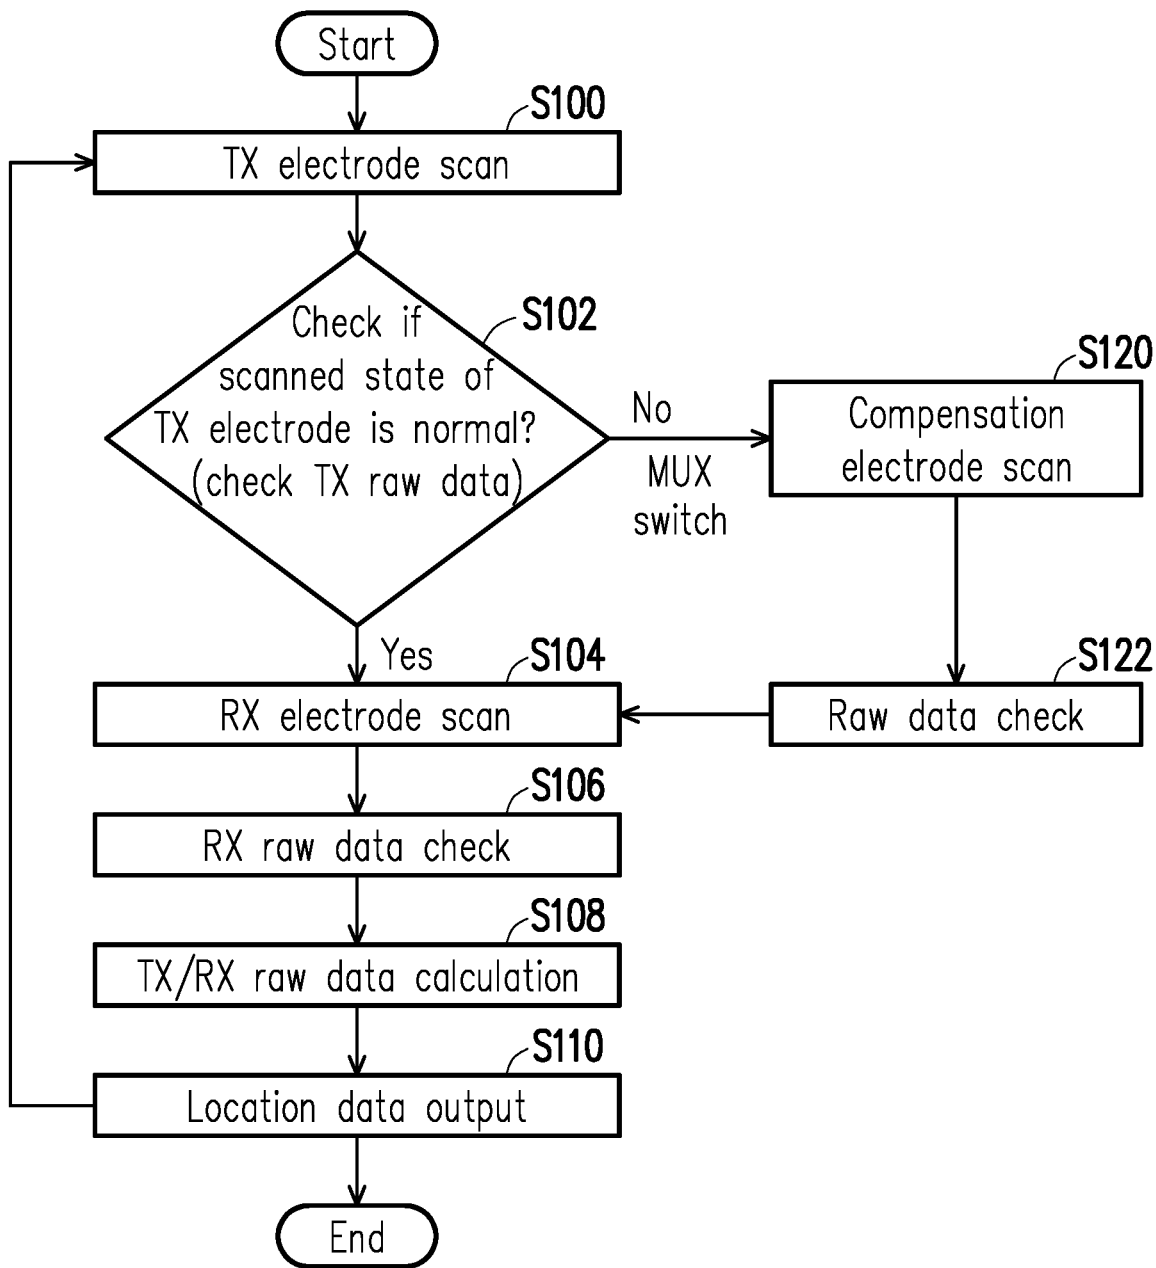 Start
S100
TX electrode scan
S102
Check if
scanned state of
TX electrode is normal?
(check TX raw data)
No
MUX
switch
S120
Compensation
electrode scan
Yes
S104
RX electrode scan
S122
Raw data check
S106
RX raw data check
S108
TX/RX raw data calculation
S110
Location data output
End